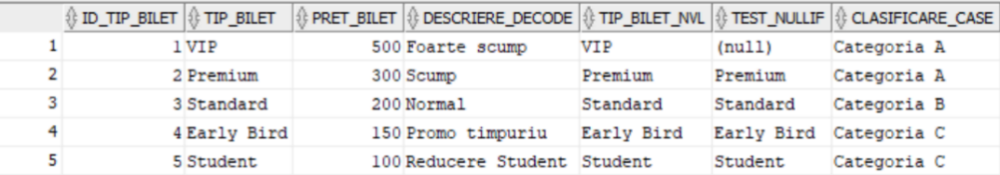 ID_TIP_BILET TIP_BILET PRET_BILET DESCRIERE_DECODE TIP_BILET_NVL TEST_NULLIF CLASIFICARE_CASE
1 1 VIP 500 Foarte scump VIP (null) Categoria A
2 2 Premium 300 Scump Premium Premium Categoria A
3 3 Standard 200 Normal Standard Standard Categoria B
4 4 Early Bird 150 Promo timpuriu Early Bird Early Bird Categoria C
5 5 Student 100 Reducere Student Student Student Categoria C